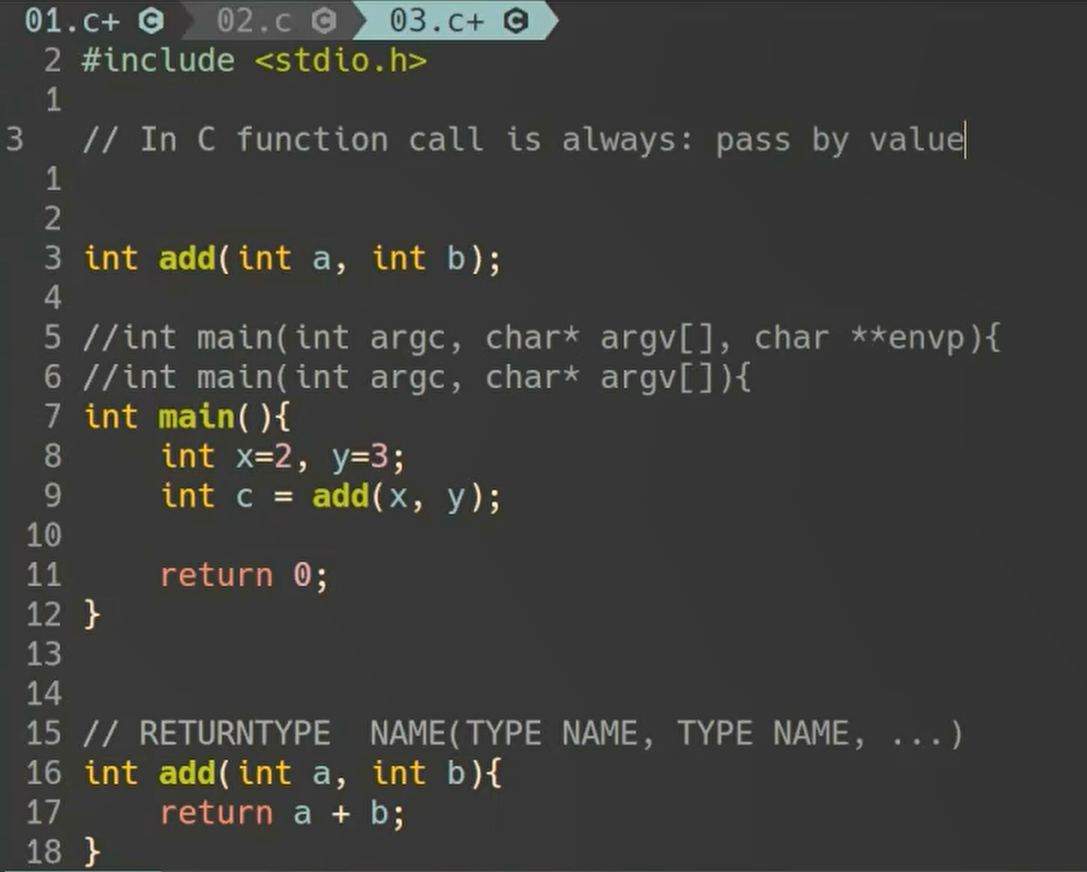 01.c+ C 02.c C 03.c+ C
2 #include <stdio.h>
1
3 // In C function call is always: pass by value
1
2
3 int add(int a, int b);
4
5 //int main(int argc, char* argv[], char **envp){
6 //int main(int argc, char* argv[]){
7 int main(){
8     int x=2, y=3;
9     int c = add(x, y);
10
11     return 0;
12 }
13
14
15 // RETURNTYPE  NAME(TYPE NAME, TYPE NAME, ...)
16 int add(int a, int b){
17     return a + b;
18 }